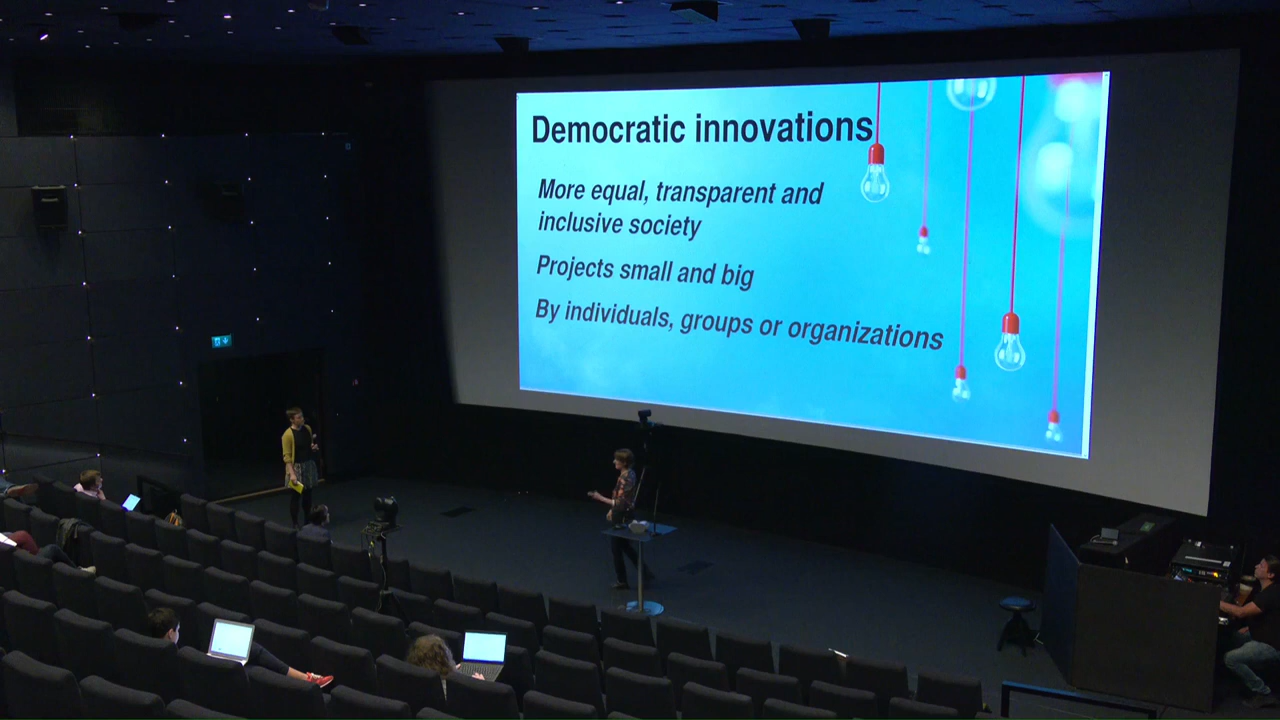 Democratic innovations
More equal, transparent and
inclusive society
Projects small and big
By individuals, groups or organizations